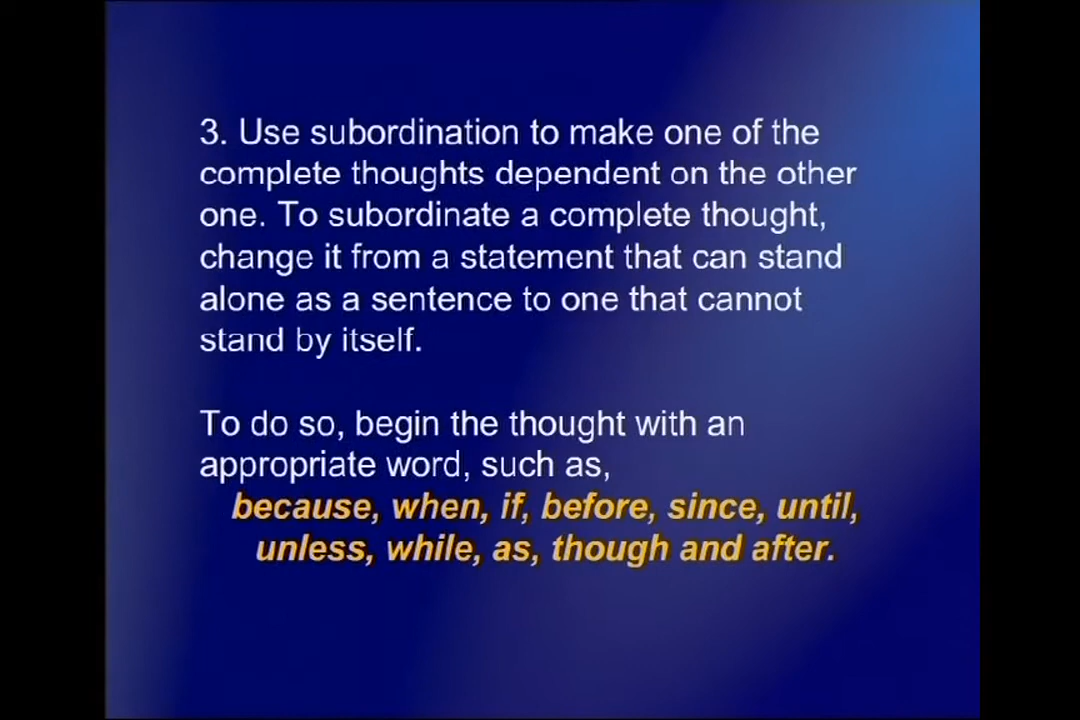 3. Use subordination to make one of the
complete thoughts dependent on the other
one. To subordinate a complete thought,
change it from a statement that can stand
alone as a sentence to one that cannot
stand by itself.
To do so, begin the thought with an
appropriate word, such as,
because, when, if, before, since, until,
unless, while, as, though and after.